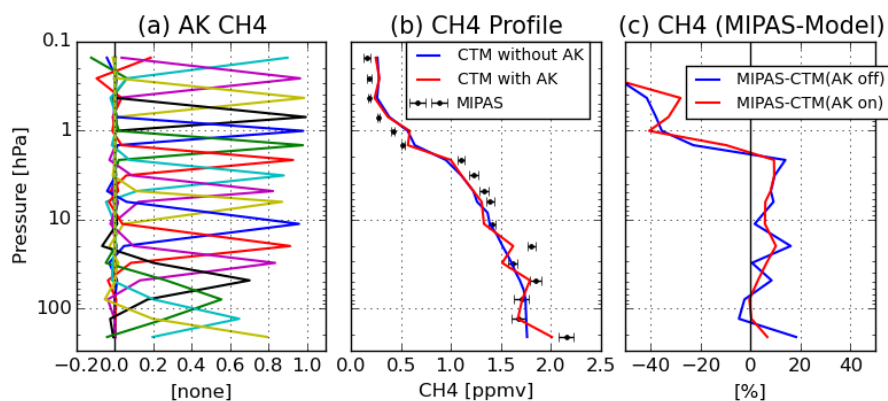 (a) AK CH4
(b) CH4 Profile
(c) CH4 (MIPAS-Model)
0.1
1
10
100
Pressure [hPa]
-0.20.0 0.2 0.4 0.6 0.8 1.0
[none]
CTM without AK
CTM with AK
MIPAS
0.0 0.5 1.0 1.5 2.0 2.5
CH4 [ppmv]
MIPAS-CTM(AK off)
MIPAS-CTM(AK on)
-40 -20 0 20 40
[%]